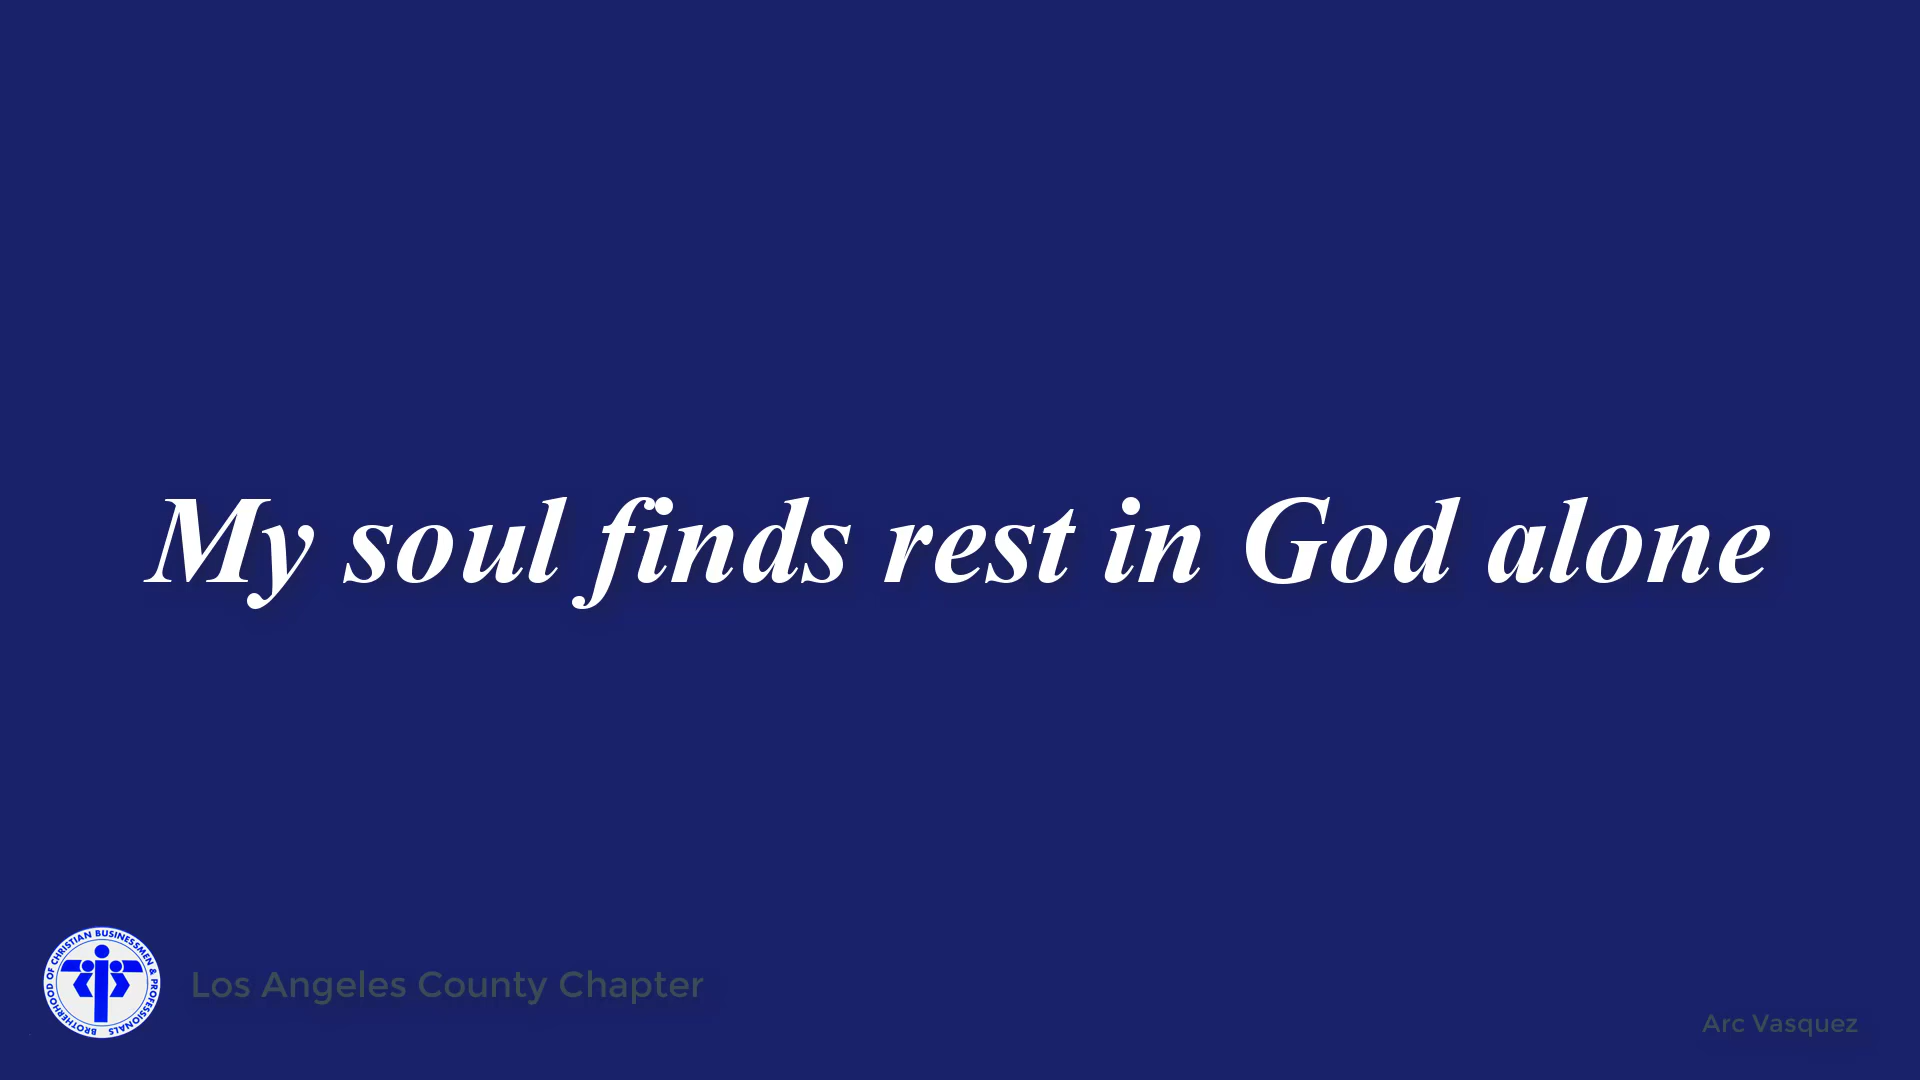 My soul finds rest in God alone
BROTHERHOOD OF CHRISTIAN BUSINESSMEN & PROFESSIONALS
Los Angeles County Chapter
Arc Vasquez